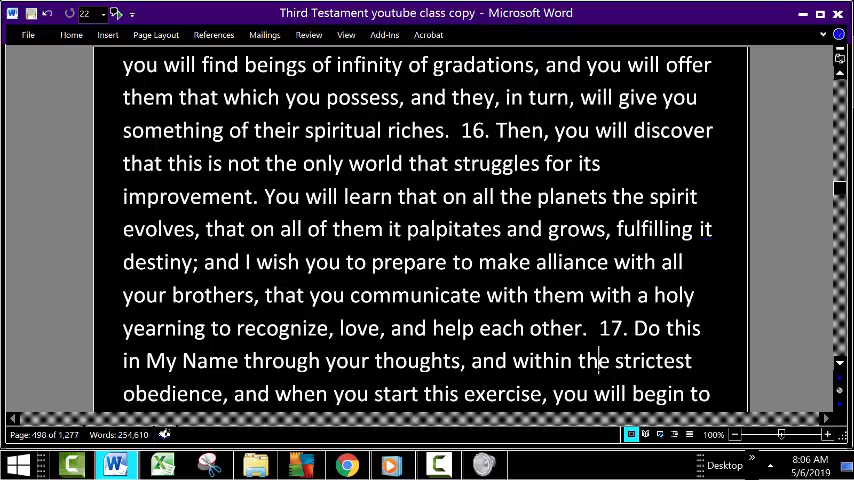 22
Third Testament youtube class copy - Microsoft Word
File Home Insert Page Layout References Mailings Review View Add-Ins Acrobat
you will find beings of infinity of gradations, and you will offer
them that which you possess, and they, in turn, will give you
something of their spiritual riches.  16. Then, you will discover
that this is not the only world that struggles for its
improvement. You will learn that on all the planets the spirit
evolves, that on all of them it palpitates and grows, fulfilling it
destiny; and I wish you to prepare to make alliance with all
your brothers, that you communicate with them with a holy
yearning to recognize, love, and help each other.  17. Do this
in My Name through your thoughts, and within the strictest
obedience, and when you start this exercise, you will begin to
Page: 498 of 1,277 Words: 254,610 100%
Desktop
8:06 AM
5/6/2019